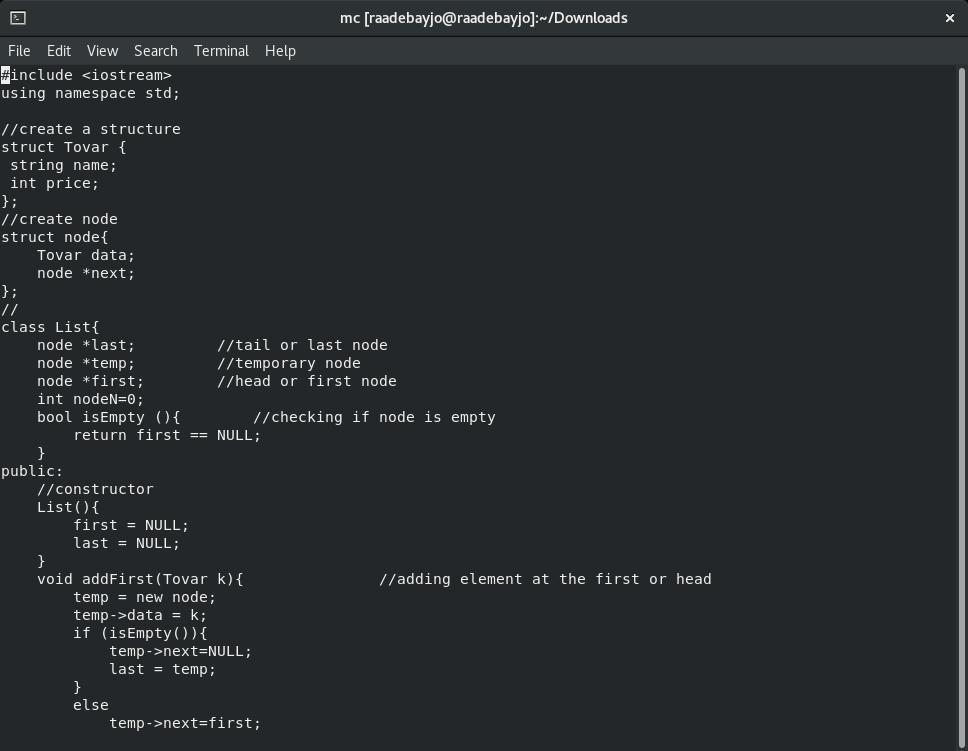 mc [raadebayjo@raadebayjo]:~/Downloads
File Edit View Search Terminal Help
#include <iostream>
using namespace std;

//create a structure
struct Tovar {
 string name;
 int price;
};
//create node
struct node{
    Tovar data;
    node *next;
};
//
class List{
    node *last;         //tail or last node
    node *temp;         //temporary node
    node *first;        //head or first node
    int nodeN=0;
    bool isEmpty (){        //checking if node is empty
        return first == NULL;
    }
public:
    //constructor
    List(){
        first = NULL;
        last = NULL;
    }
    void addFirst(Tovar k){               //adding element at the first or head
        temp = new node;
        temp->data = k;
        if (isEmpty()){
            temp->next=NULL;
            last = temp;
        }
        else
            temp->next=first;